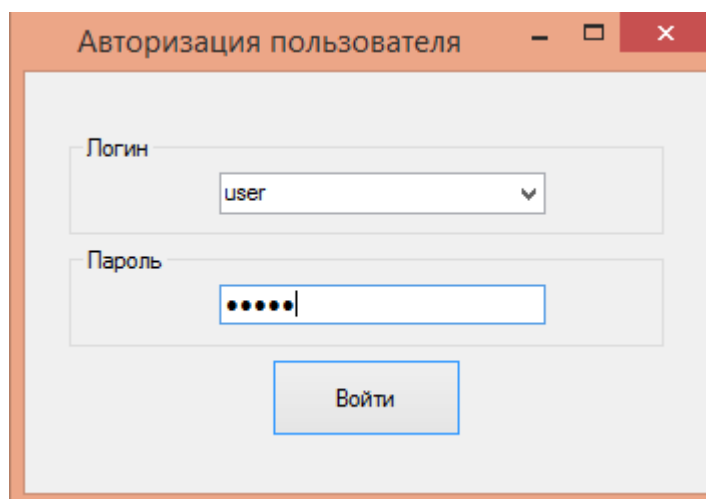 Авторизация пользователя
Логин
user
Пароль
●●●●●
Войти